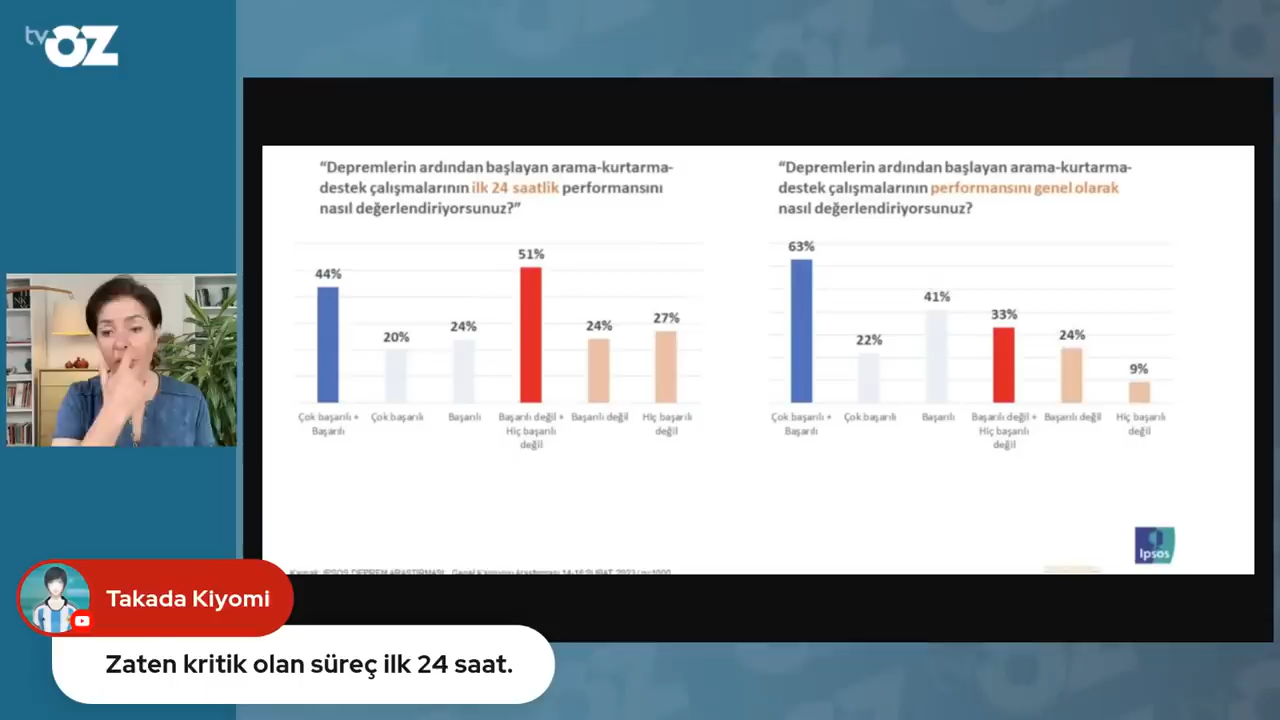 tv OZ
“Depremlerin ardından başlayan arama-kurtarma-
destek çalışmalarının ilk 24 saatlik performansını
nasıl değerlendiriyorsunuz?”
44%
20%
24%
51%
24%
27%
Çok başarılı +
Başarılı
Çok başarılı
Başarılı
Başarılı değil +
Hiç başarılı
değil
Başarılı değil
Hiç başarılı
değil
“Depremlerin ardından başlayan arama-kurtarma-
destek çalışmalarının performansını genel olarak
nasıl değerlendiriyorsunuz?
63%
22%
41%
33%
24%
9%
Çok başarılı +
Başarılı
Çok başarılı
Başarılı
Başarılı değil +
Hiç başarılı
değil
Başarılı değil
Hiç başarılı
değil
Ipsos
Takada Kiyomi
Zaten kritik olan süreç ilk 24 saat.